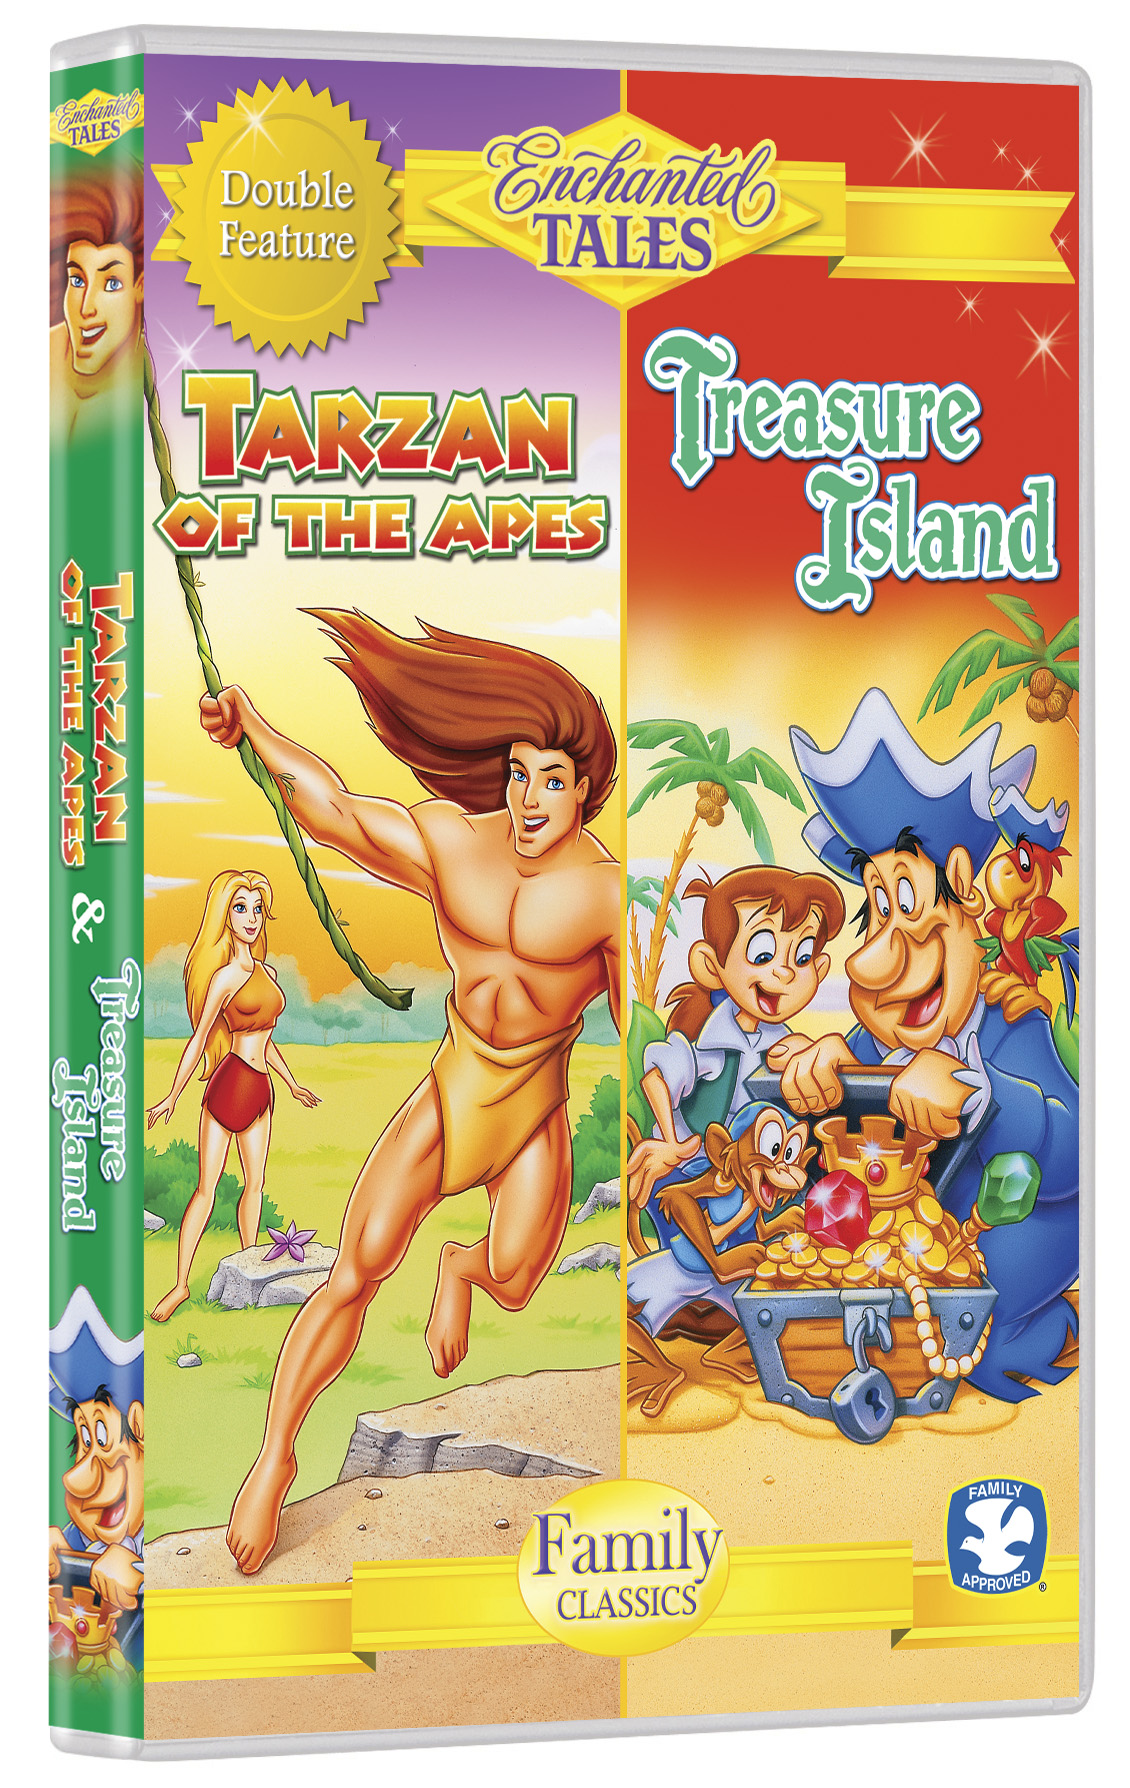 Enchanted
TALES
TARZAN
OF THE APES
&
Treasure
Island
Double
Feature
Enchanted
TALES
TARZAN
OF THE APES
Treasure
Island
Family
CLASSICS
FAMILY
APPROVED
®